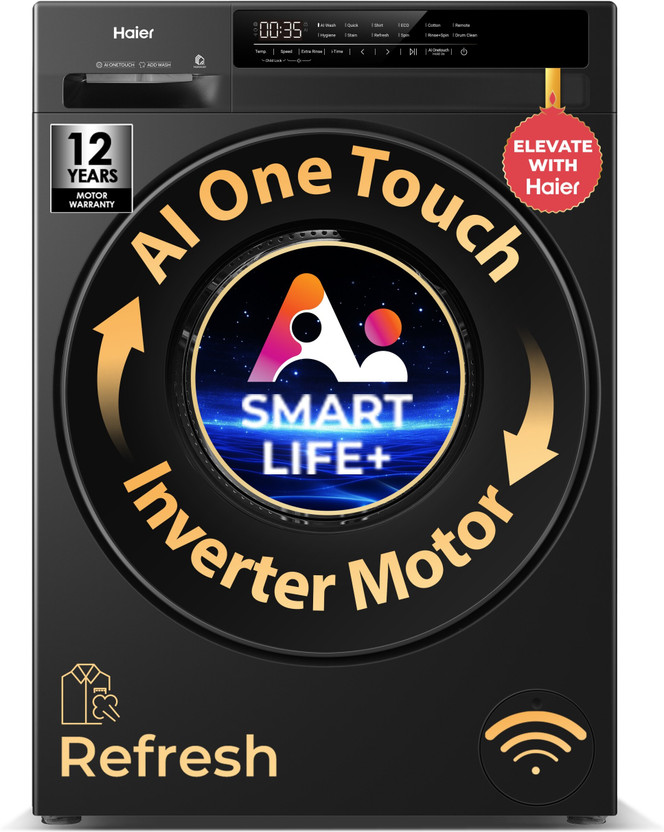 Haier
AI ONETOUCH ADD WASH
00:35
AI Wash Quick Shirt ECO Cotton Remote
Hygiene Stain Refresh Spin Rinse+Spin Drum Clean
Temp. Speed Extra Rinse i Time AI Onetouch
Child Lock
12
YEARS
MOTOR
WARRANTY
ELEVATE
WITH
Haier
AI One Touch
SMART
LIFE+
Inverter Motor
Refresh